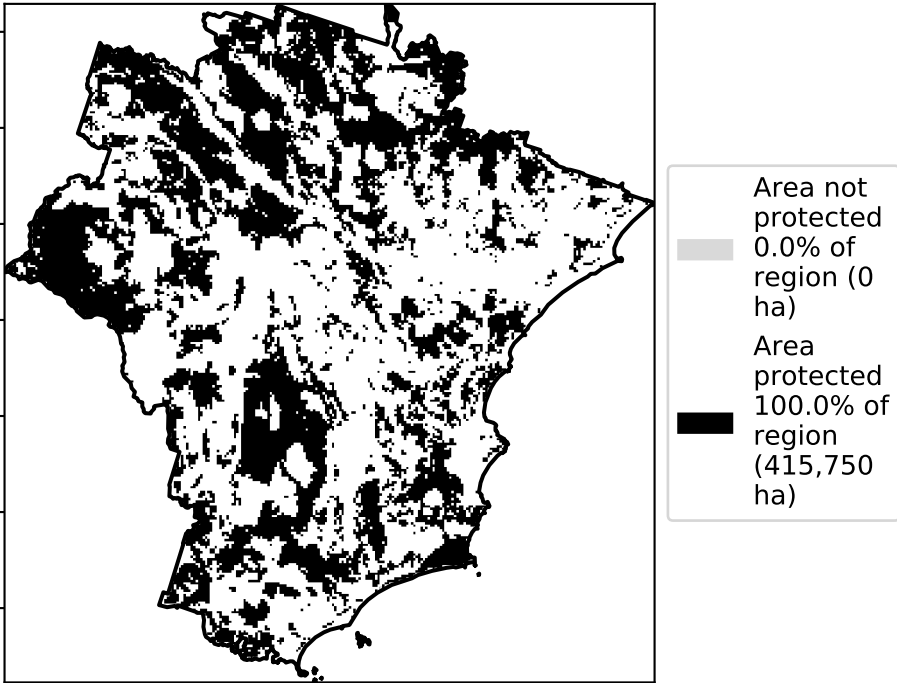 Area not
protected
0.0% of
region (0
ha)
Area
protected
100.0% of
region
(415,750
ha)